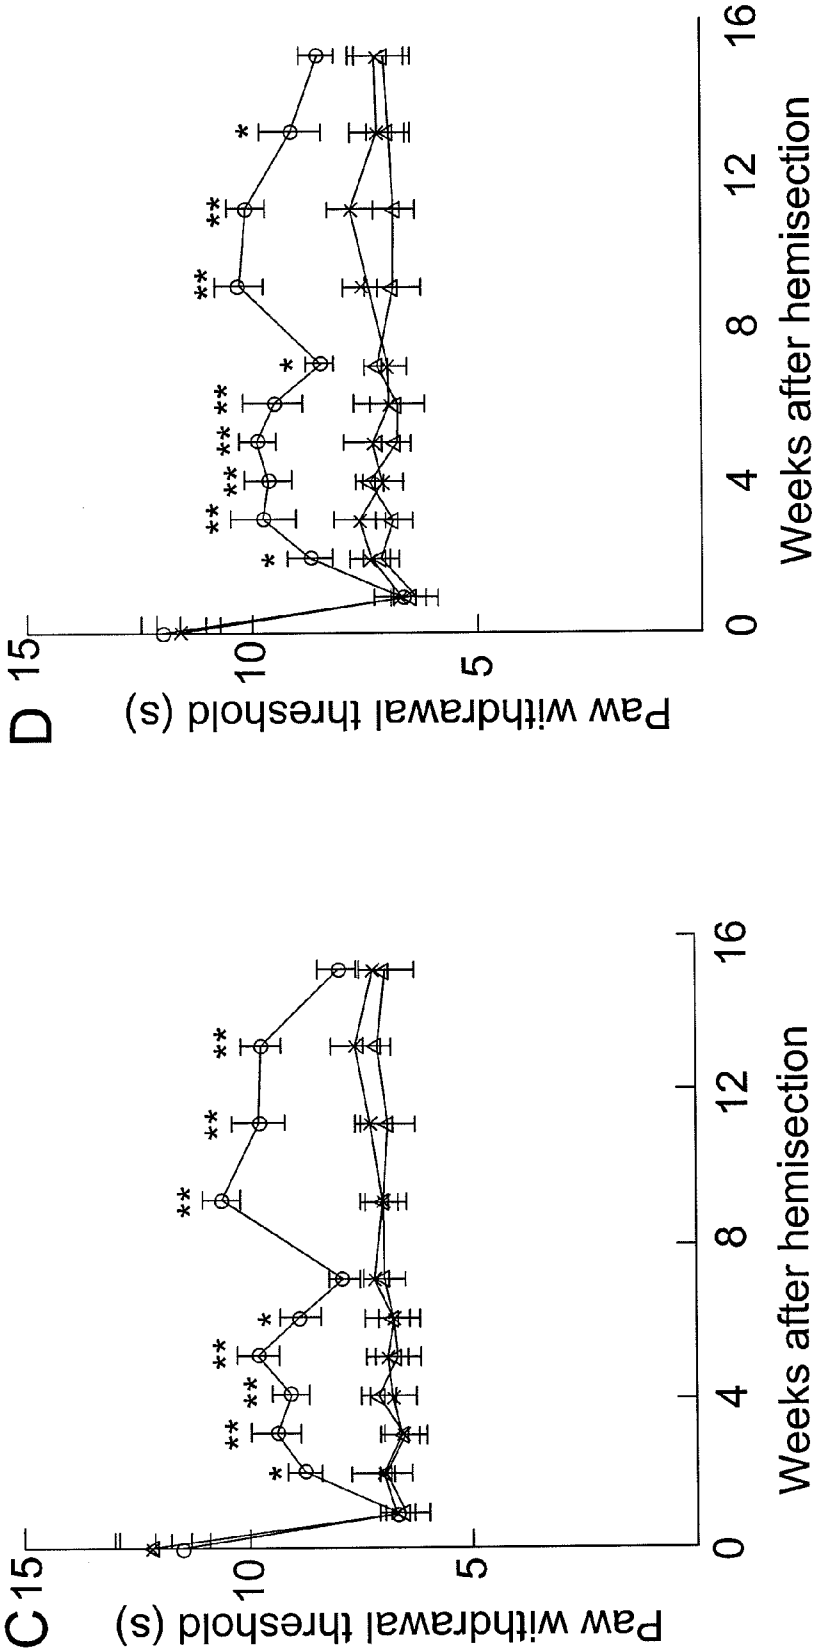 C
15
10
5
Paw withdrawal threshold (s)
* ** ** ** * ** ** **
0 4 8 12 16
Weeks after hemisection
D
15
10
5
Paw withdrawal threshold (s)
* ** ** ** ** * ** ** *
0 4 8 12 16
Weeks after hemisection